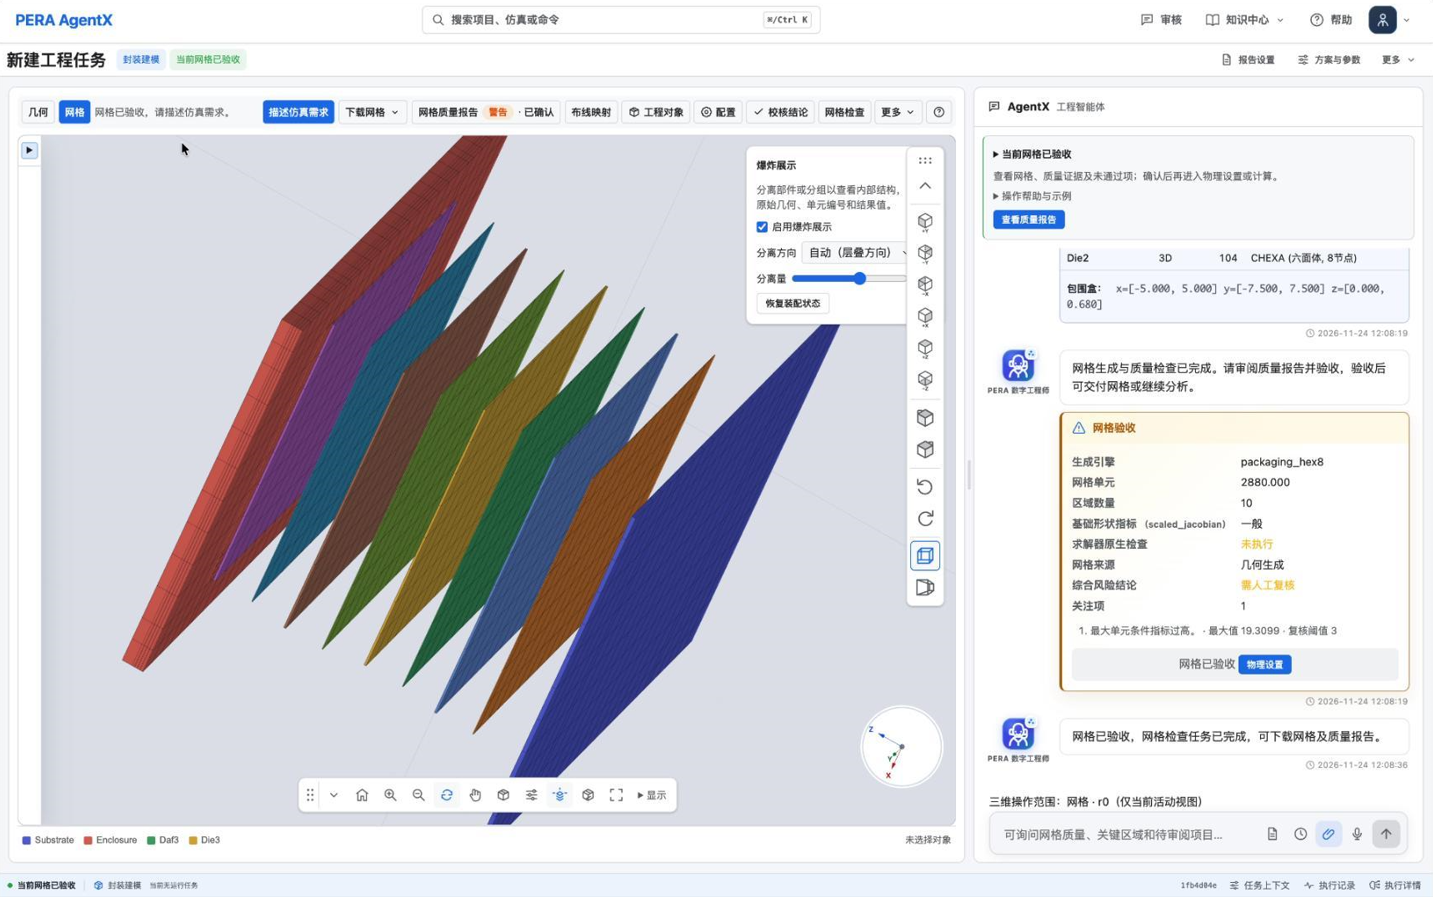 PERA AgentX
搜索项目、仿真或命令
⌘/Ctrl K
审核
知识中心
帮助
新建工程任务
封装建模
当前网格已验收
报告设置
方案与参数
更多
几何
网格
网格已验收，请描述仿真需求。
描述仿真需求
下载网格
网格质量报告 警告 · 已确认
布线映射
工程对象
配置
校核结论
网格检查
更多
爆炸展示
分离部件或分组以查看内部结构，
原始几何、单元编号和结果值。
启用爆炸展示
分离方向
自动（层叠方向）
分离量
恢复装配状态
+Y
-Y
-X
+X
+Z
-Z
Z
Y
X
显示
Substrate
Enclosure
Daf3
Die3
未选择对象
AgentX 工程智能体
当前网格已验收
查看网格、质量证据及未通过项；确认后再进入物理设置或计算。
操作帮助与示例
查看质量报告
Die2 3D 104 CHEXA (六面体, 8节点)
包围盒： x=[-5.000, 5.000] y=[-7.500, 7.500] z=[0.000,
0.680]
2026-11-24 12:08:19
PERA 数字工程师
网格生成与质量检查已完成。请审阅质量报告并验收，验收后
可交付网格或继续分析。
网格验收
生成引擎 packaging_hex8
网格单元 2880.000
区域数量 10
基础形状指标 (scaled_jacobian) 一般
求解器原生检查 未执行
网格来源 几何生成
综合风险结论 需人工复核
关注项 1
1. 最大单元条件指标过高。 · 最大值 19.3099 · 复核阈值 3
网格已验收 物理设置
2026-11-24 12:08:19
PERA 数字工程师
网格已验收，网格检查任务已完成，可下载网格及质量报告。
2026-11-24 12:08:36
三维操作范围：网格 · r0（仅当前活动视图）
可询问网格质量、关键区域和待审阅项目...
当前网格已验收
封装建模
当前无运行任务
1fb4d04e
任务上下文
执行记录
执行详情